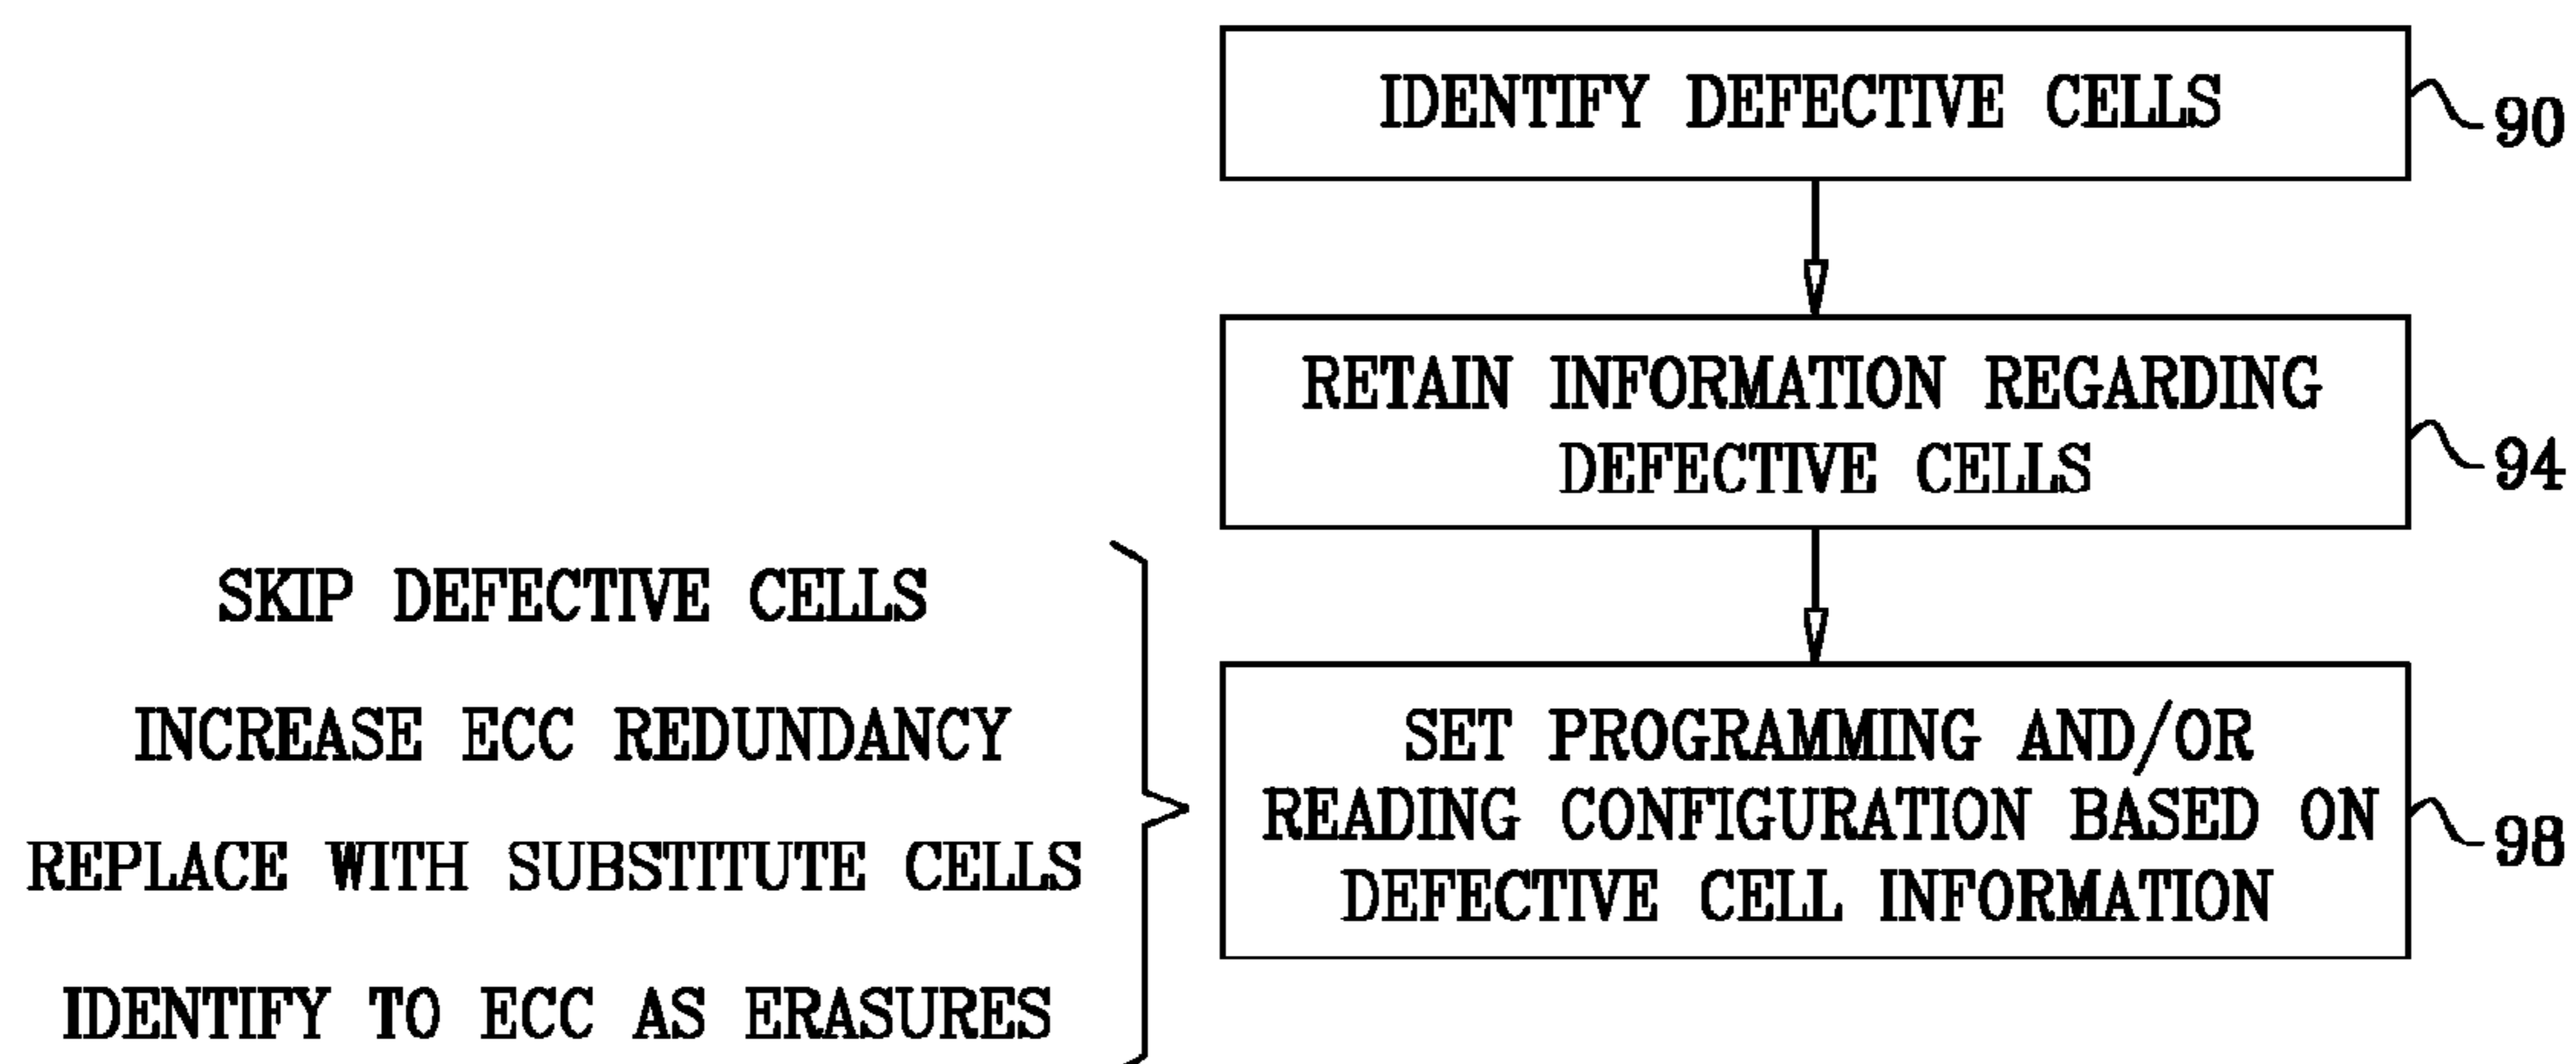 IDENTIFY DEFECTIVE CELLS
90
RETAIN INFORMATION REGARDING
DEFECTIVE CELLS
94
SKIP DEFECTIVE CELLS
INCREASE ECC REDUNDANCY
REPLACE WITH SUBSTITUTE CELLS
IDENTIFY TO ECC AS ERASURES
SET PROGRAMMING AND/OR
READING CONFIGURATION BASED ON
DEFECTIVE CELL INFORMATION
98